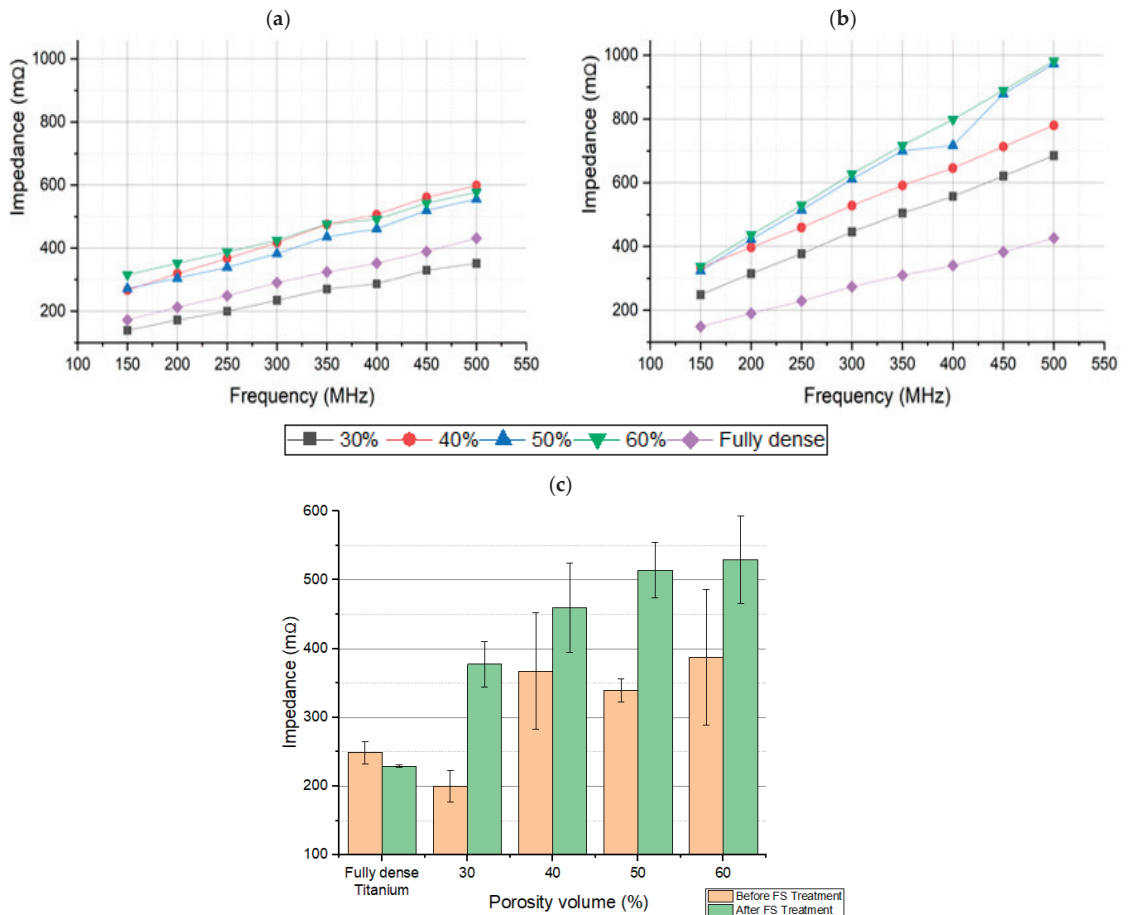 (a)
Impedance (mΩ)
1000
800
600
400
200
100 150 200 250 300 350 400 450 500 550
Frequency (MHz)
(b)
Impedance (mΩ)
1000
800
600
400
200
100 150 200 250 300 350 400 450 500 550
Frequency (MHz)
30% 40% 50% 60% Fully dense
(c)
Impedance (mΩ)
600
500
400
300
200
100
Fully dense
Titanium
30 40 50 60
Porosity volume (%)
Before FS Treatment
After FS Treatment